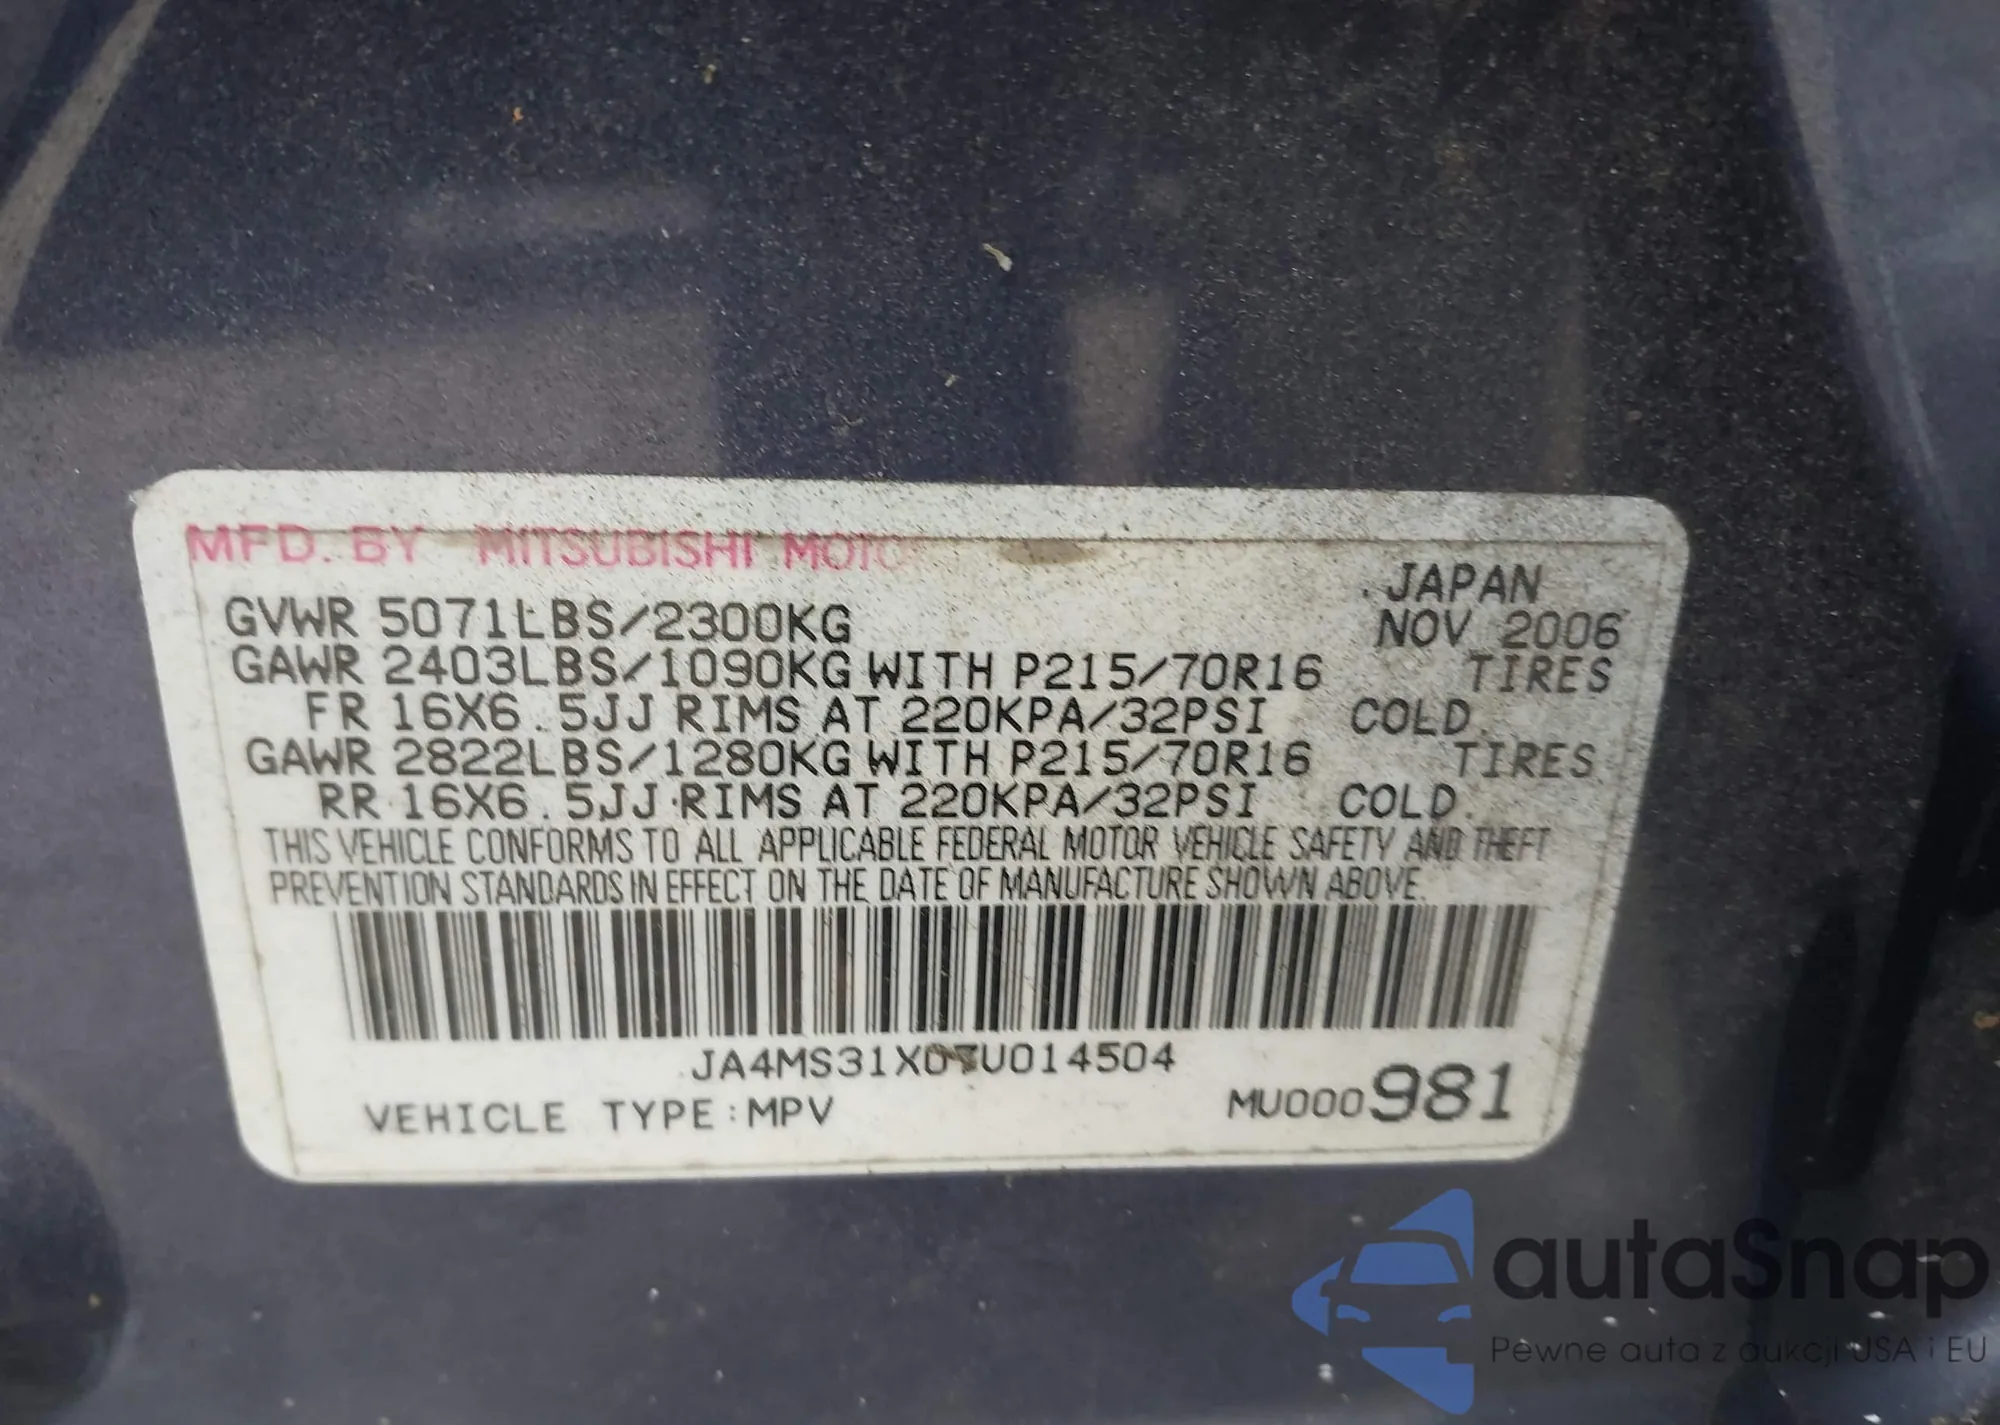 MFD. BY MITSUBISHI MOTO
JAPAN
GVWR 5071LBS/2300KG NOV 2006
GAWR 2403LBS/1090KG WITH P215/70R16 TIRES
FR 16X6.5JJ RIMS AT 220KPA/32PSI COLD.
GAWR 2822LBS/1280KG WITH P215/70R16 TIRES
RR 16X6.5JJ RIMS AT 220KPA/32PSI COLD.
THIS VEHICLE CONFORMS TO ALL APPLICABLE FEDERAL MOTOR VEHICLE SAFETY AND THEFT
PREVENTION STANDARDS IN EFFECT ON THE DATE OF MANUFACTURE SHOWN ABOVE.
JA4MS31X07U014504
VEHICLE TYPE:MPV MU000981
autaSnap
Pewne auta z aukcji USA i EU